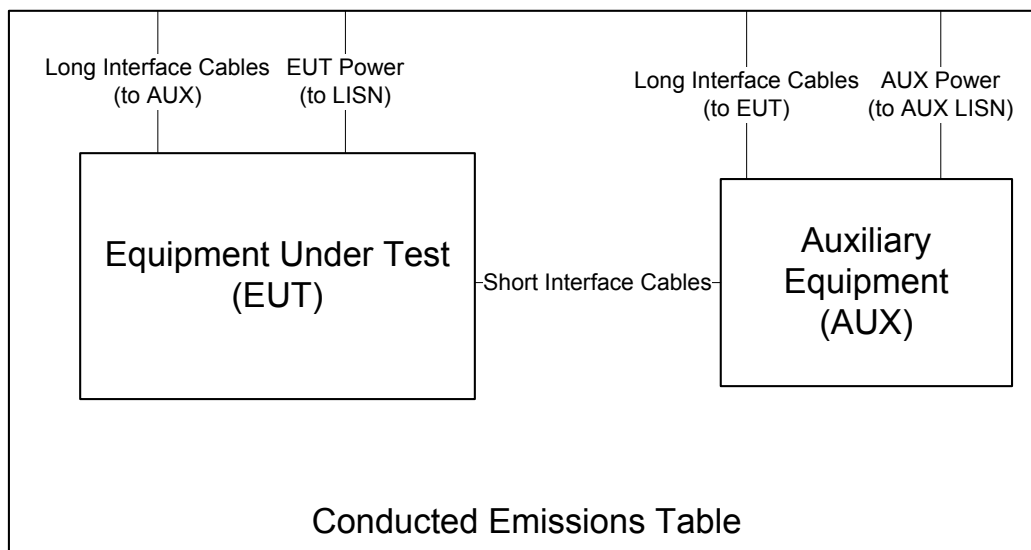 Long Interface Cables
(to AUX)
EUT Power
(to LISN)
Long Interface Cables
(to EUT)
AUX Power
(to AUX LISN)
Equipment Under Test
(EUT)
Short Interface Cables
Auxiliary
Equipment
(AUX)
Conducted Emissions Table